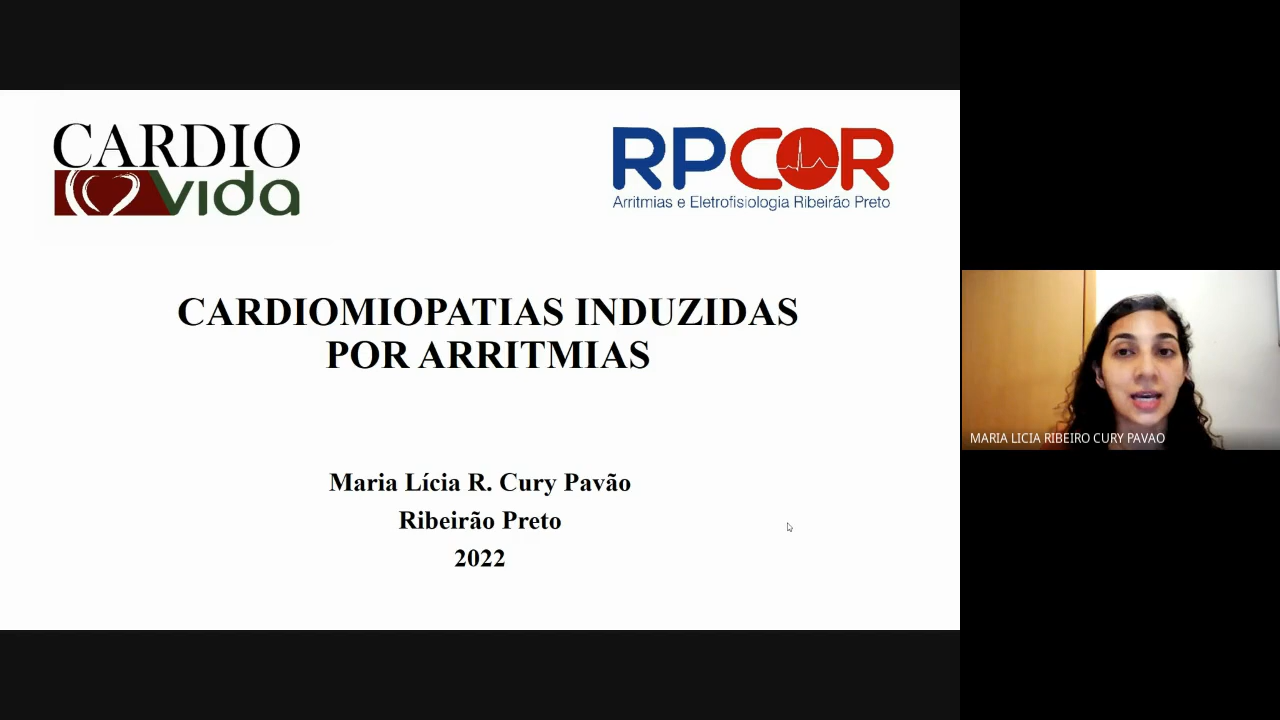 CARDIO
vida
RPCOR
Arritmias e Eletrofisiologia Ribeirão Preto
CARDIOMIOPATIAS INDUZIDAS
POR ARRITMIAS
Maria Lícia R. Cury Pavão
Ribeirão Preto
2022
MARIA LICIA RIBEIRO CURY PAVAO